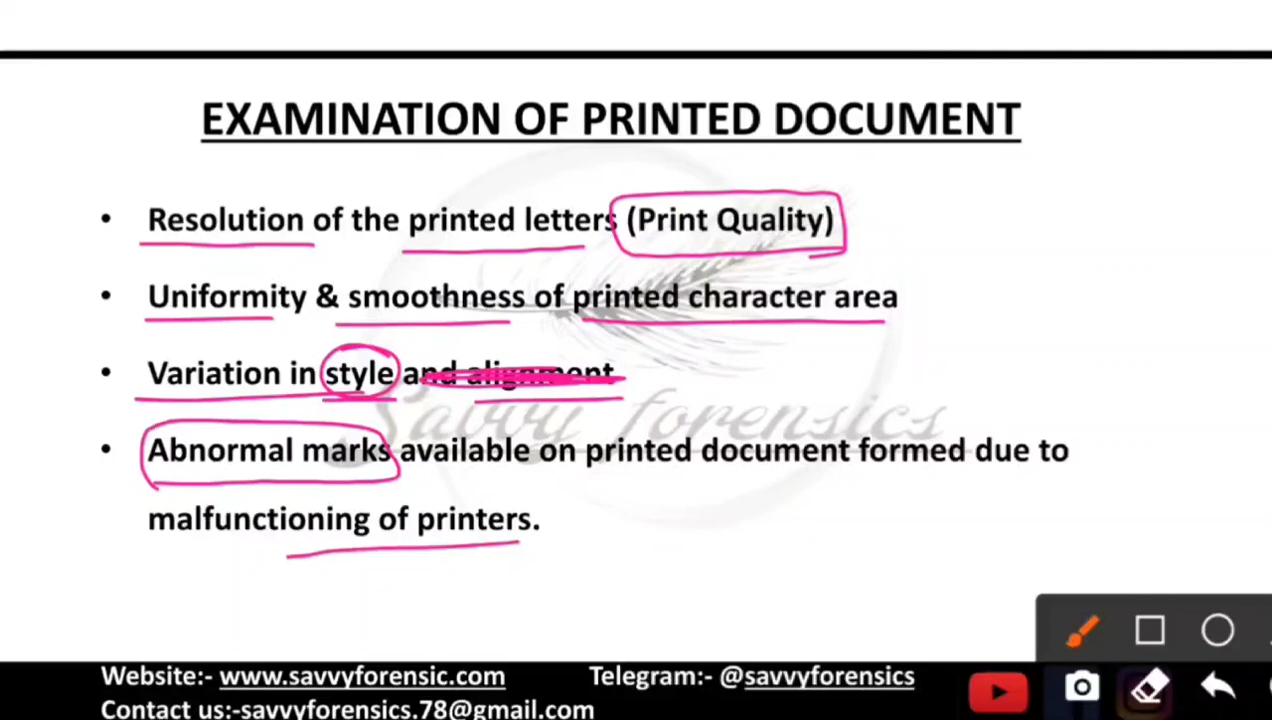 EXAMINATION OF PRINTED DOCUMENT
• Resolution of the printed letters (Print Quality)
• Uniformity & smoothness of printed character area
• Variation in style and alignment
Savvy forensics
• Abnormal marks available on printed document formed due to
malfunctioning of printers.
Website:- www.savvyforensic.com Telegram:- @savvyforensics
Contact us:-savvyforensics.78@gmail.com